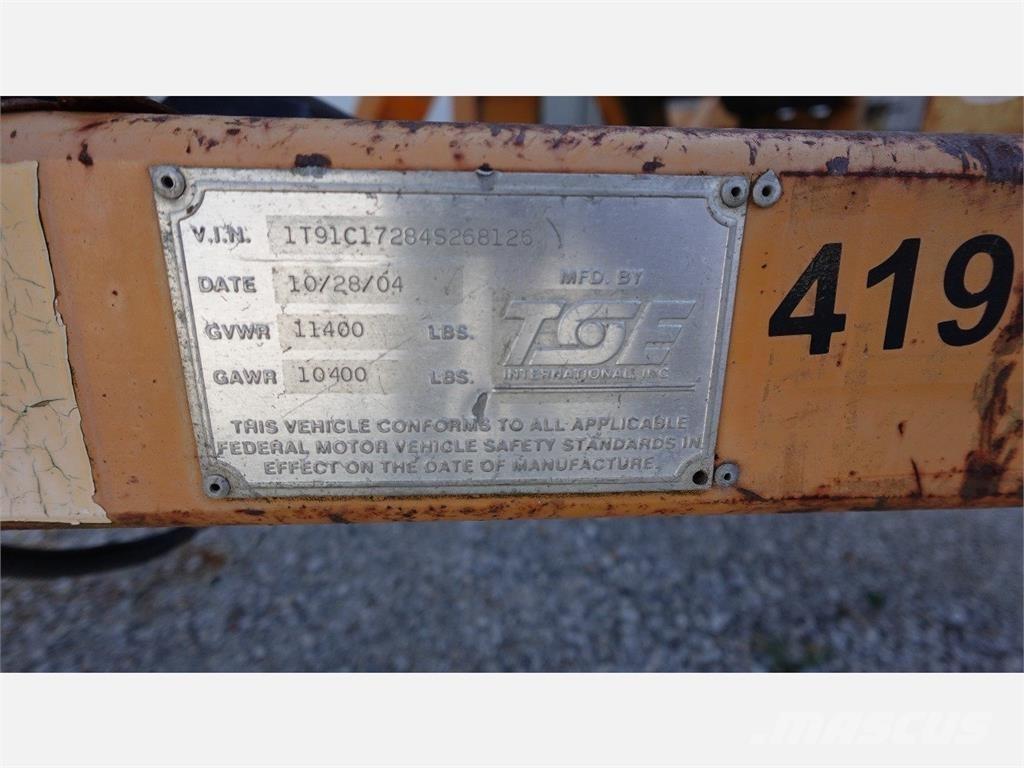 V.I.N. 1T91C17284S268126
DATE 10/28/04
GVWR 11400 LBS.
GAWR 10400 LBS.
MFD. BY
TSE
INTERNATIONAL, INC
THIS VEHICLE CONFORMS TO ALL APPLICABLE
FEDERAL MOTOR VEHICLE SAFETY STANDARDS IN
EFFECT ON THE DATE OF MANUFACTURE.
419
MASCUS